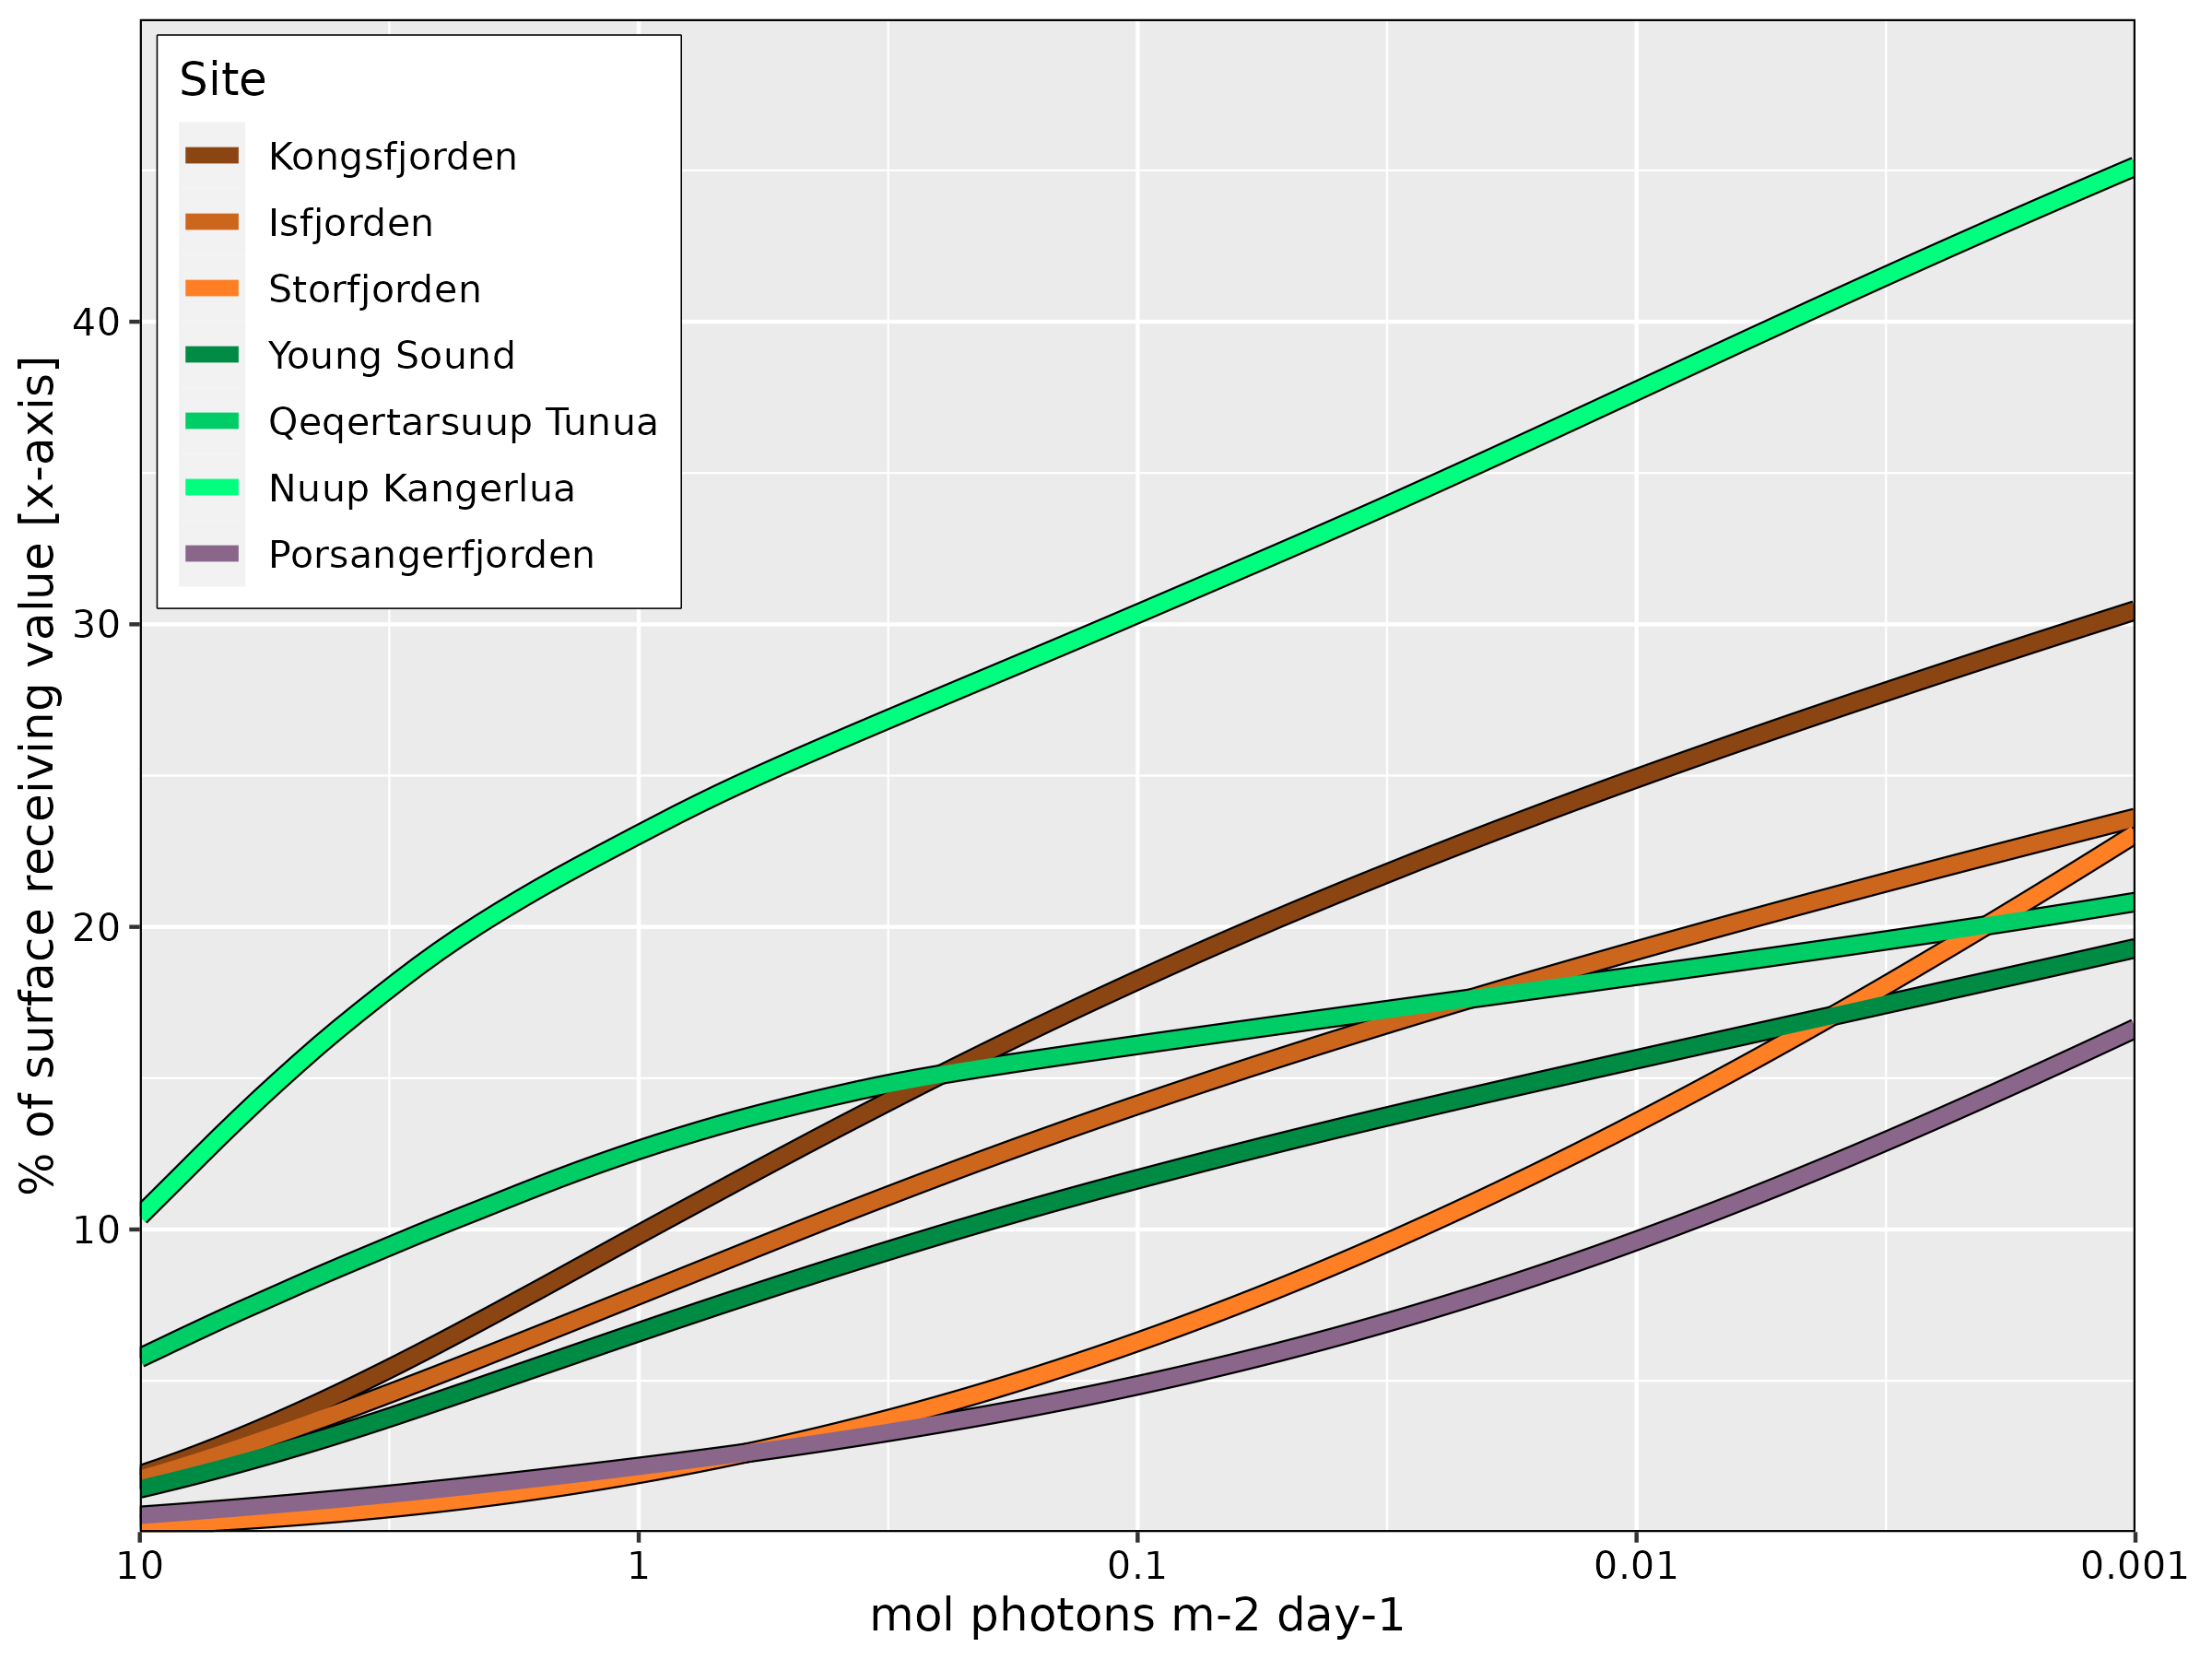 Site
Kongsfjorden
Isfjorden
Storfjorden
Young Sound
Qeqertarsuup Tunua
Nuup Kangerlua
Porsangerfjorden
% of surface receiving value [x-axis]
40
30
20
10
10
1
0.1
0.01
0.001
mol photons m-2 day-1